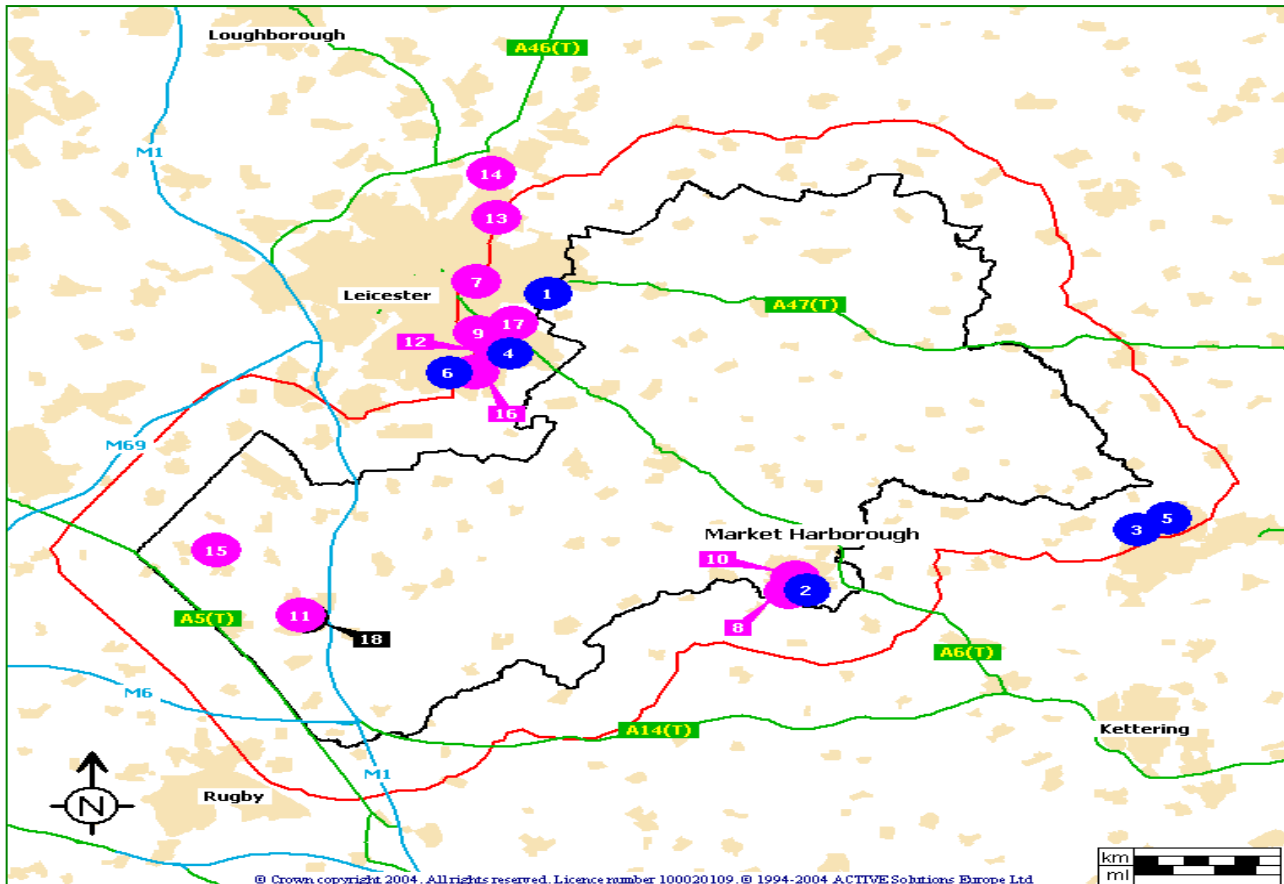 Loughborough
A46(T)
M1
14
13
7
1
Leicester
A47(T)
17
9
12
4
6
16
M69
5
3
Market Harborough
15
10
2
11
A5(T)
8
18
A6(T)
M6
A14(T)
Kettering
M1
Rugby
N
km
ml
© Crown copyright 2004. All rights reserved. Licence number 100020109. © 1994-2004 ACTIVE Solutions Europe Ltd